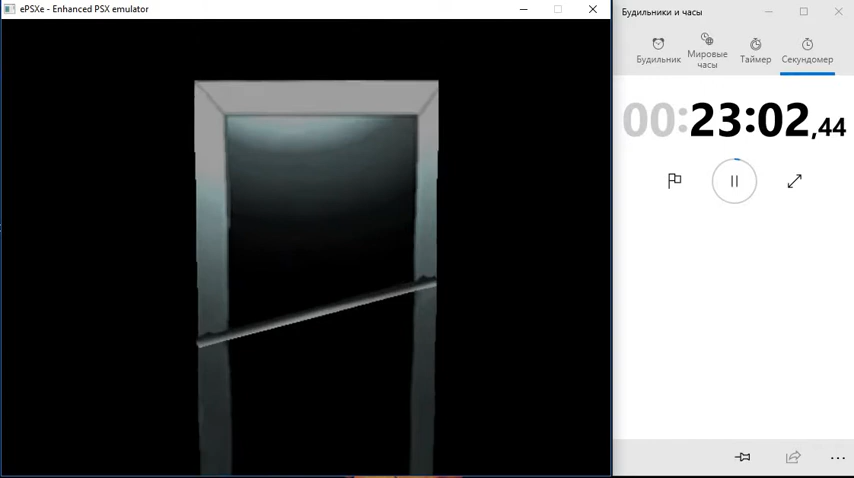 ePSXe - Enhanced PSX emulator
Будильники и часы
Будильник
Мировые
часы
Таймер
Секундомер
00:23:02,44